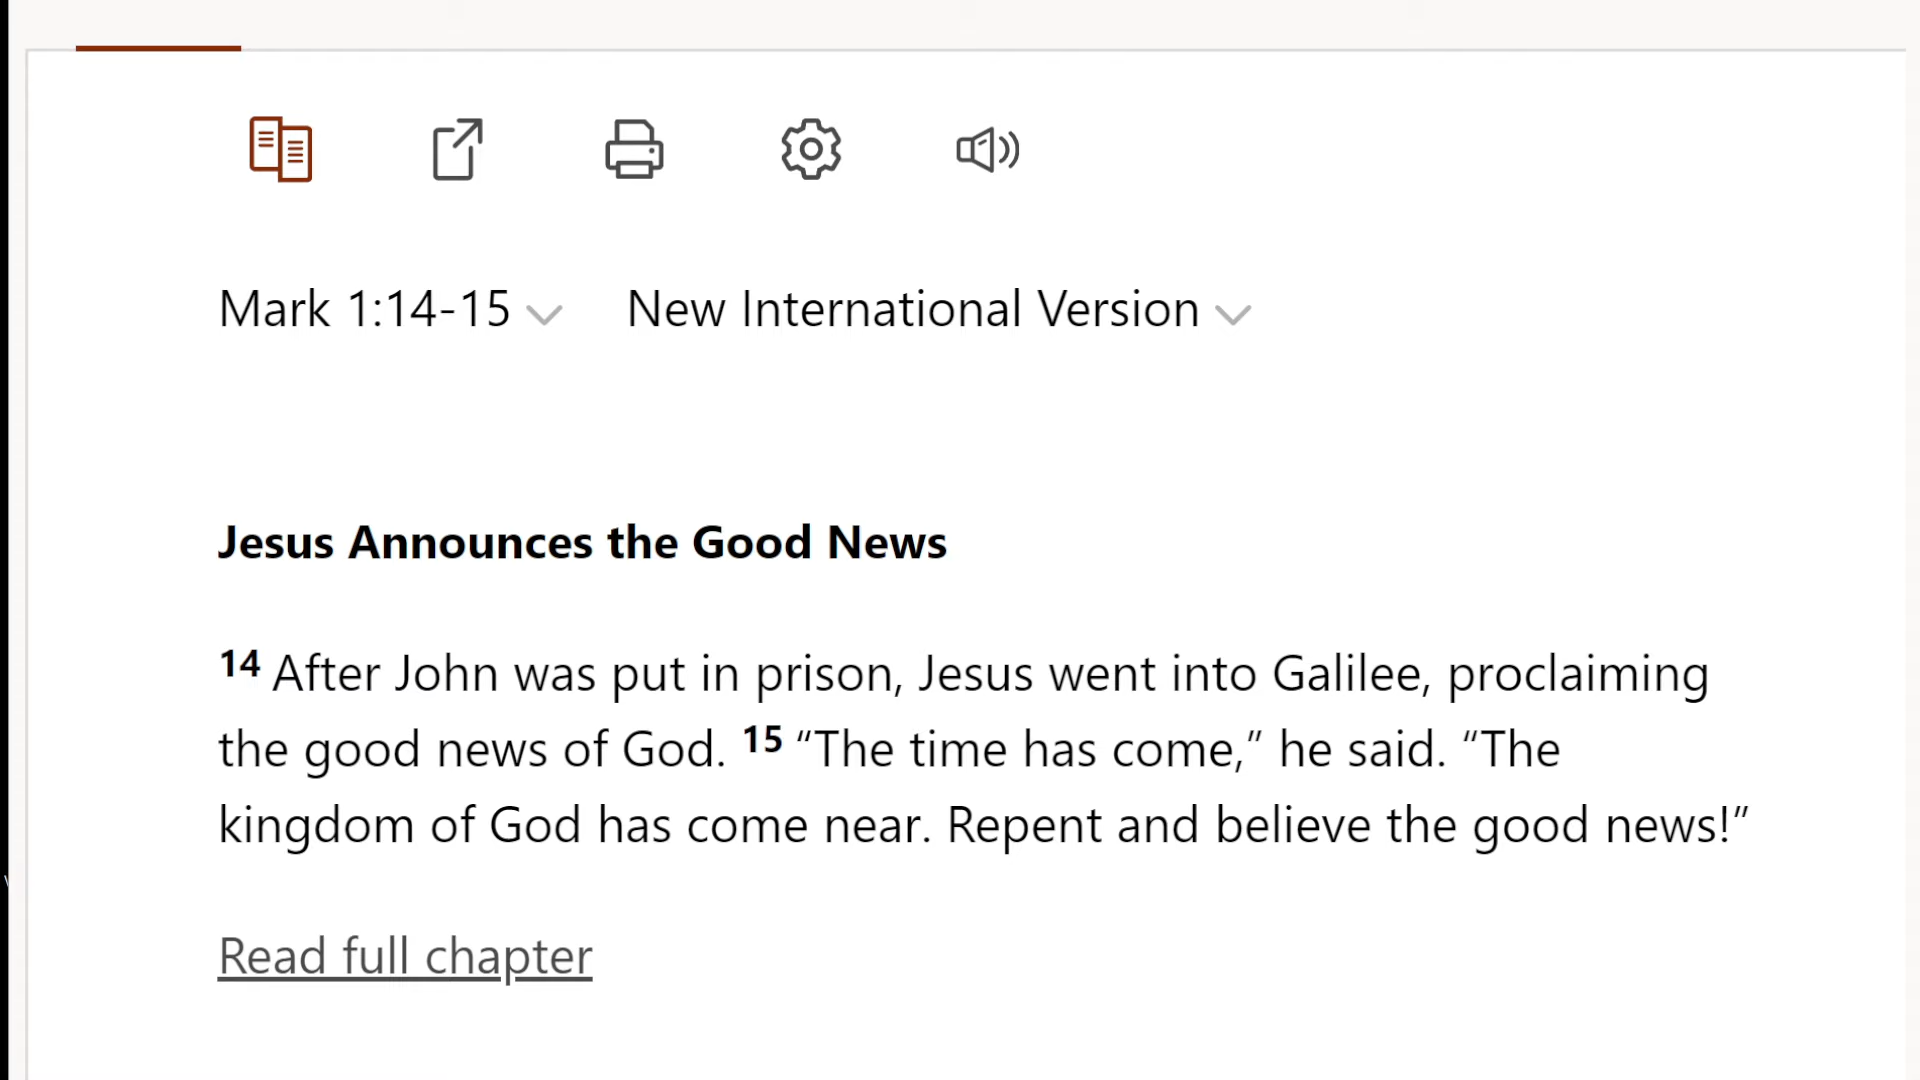 Mark 1:14-15 New International Version
Jesus Announces the Good News
14 After John was put in prison, Jesus went into Galilee, proclaiming
the good news of God. 15 “The time has come,” he said. “The
kingdom of God has come near. Repent and believe the good news!”
Read full chapter